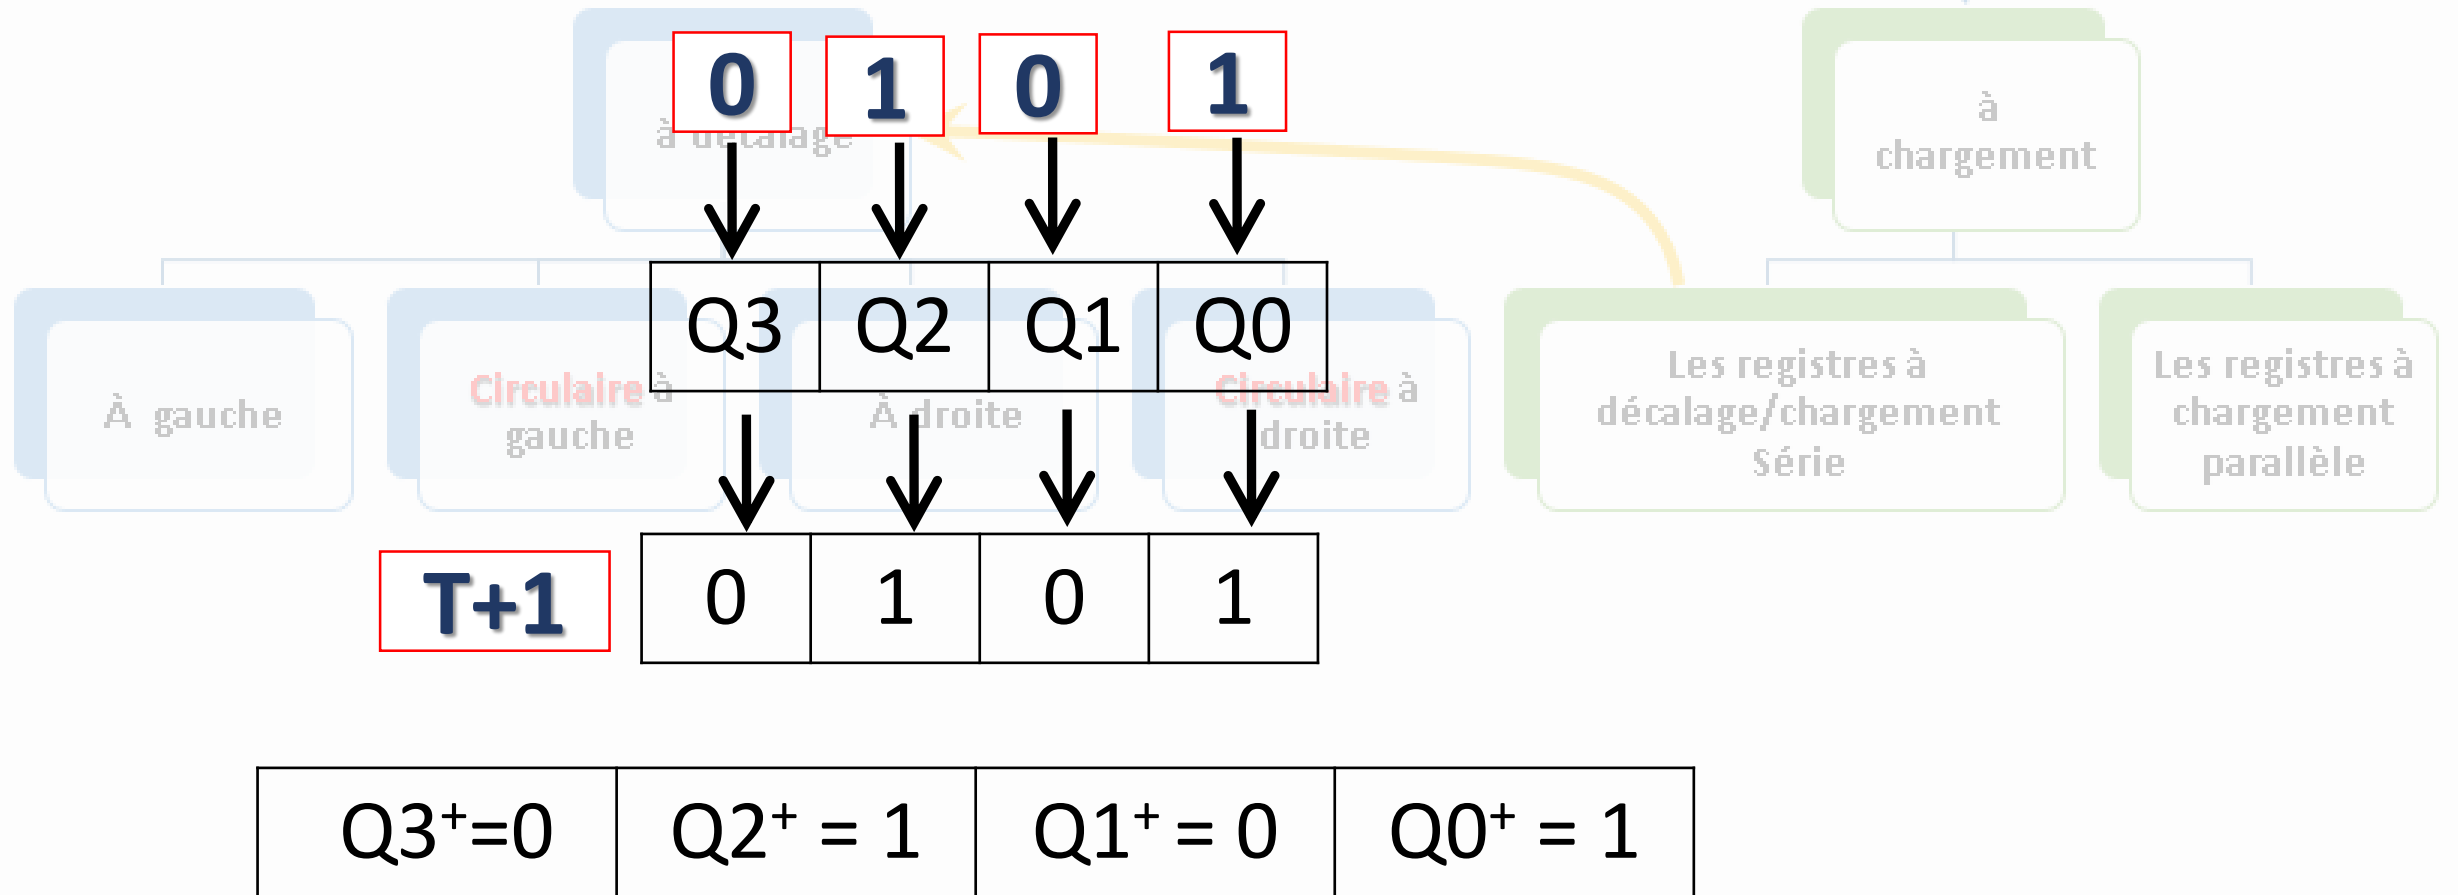 0 1 0 1
à décalage
à
chargement
Q3 Q2 Q1 Q0
À gauche
Circulaire à
gauche
À droite
Circulaire à
droite
Les registres à
décalage/chargement
Série
Les registres à
chargement
parallèle
T+1 0 1 0 1
Q3⁺=0 Q2⁺ = 1 Q1⁺ = 0 Q0⁺ = 1